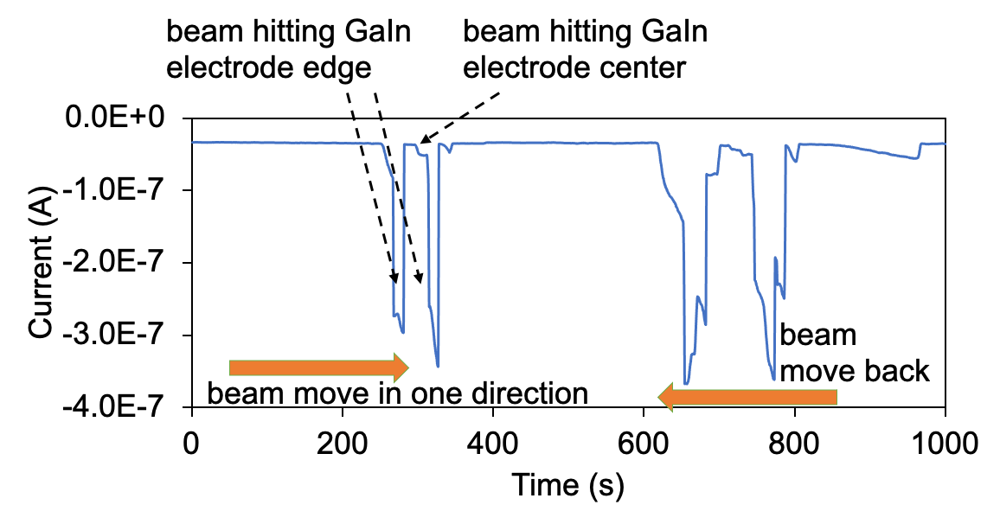 beam hitting GaIn
electrode edge
beam hitting GaIn
electrode center
0.0E+0
-1.0E-7
-2.0E-7
-3.0E-7
-4.0E-7
Current (A)
beam
move back
beam move in one direction
0 200 400 600 800 1000
Time (s)